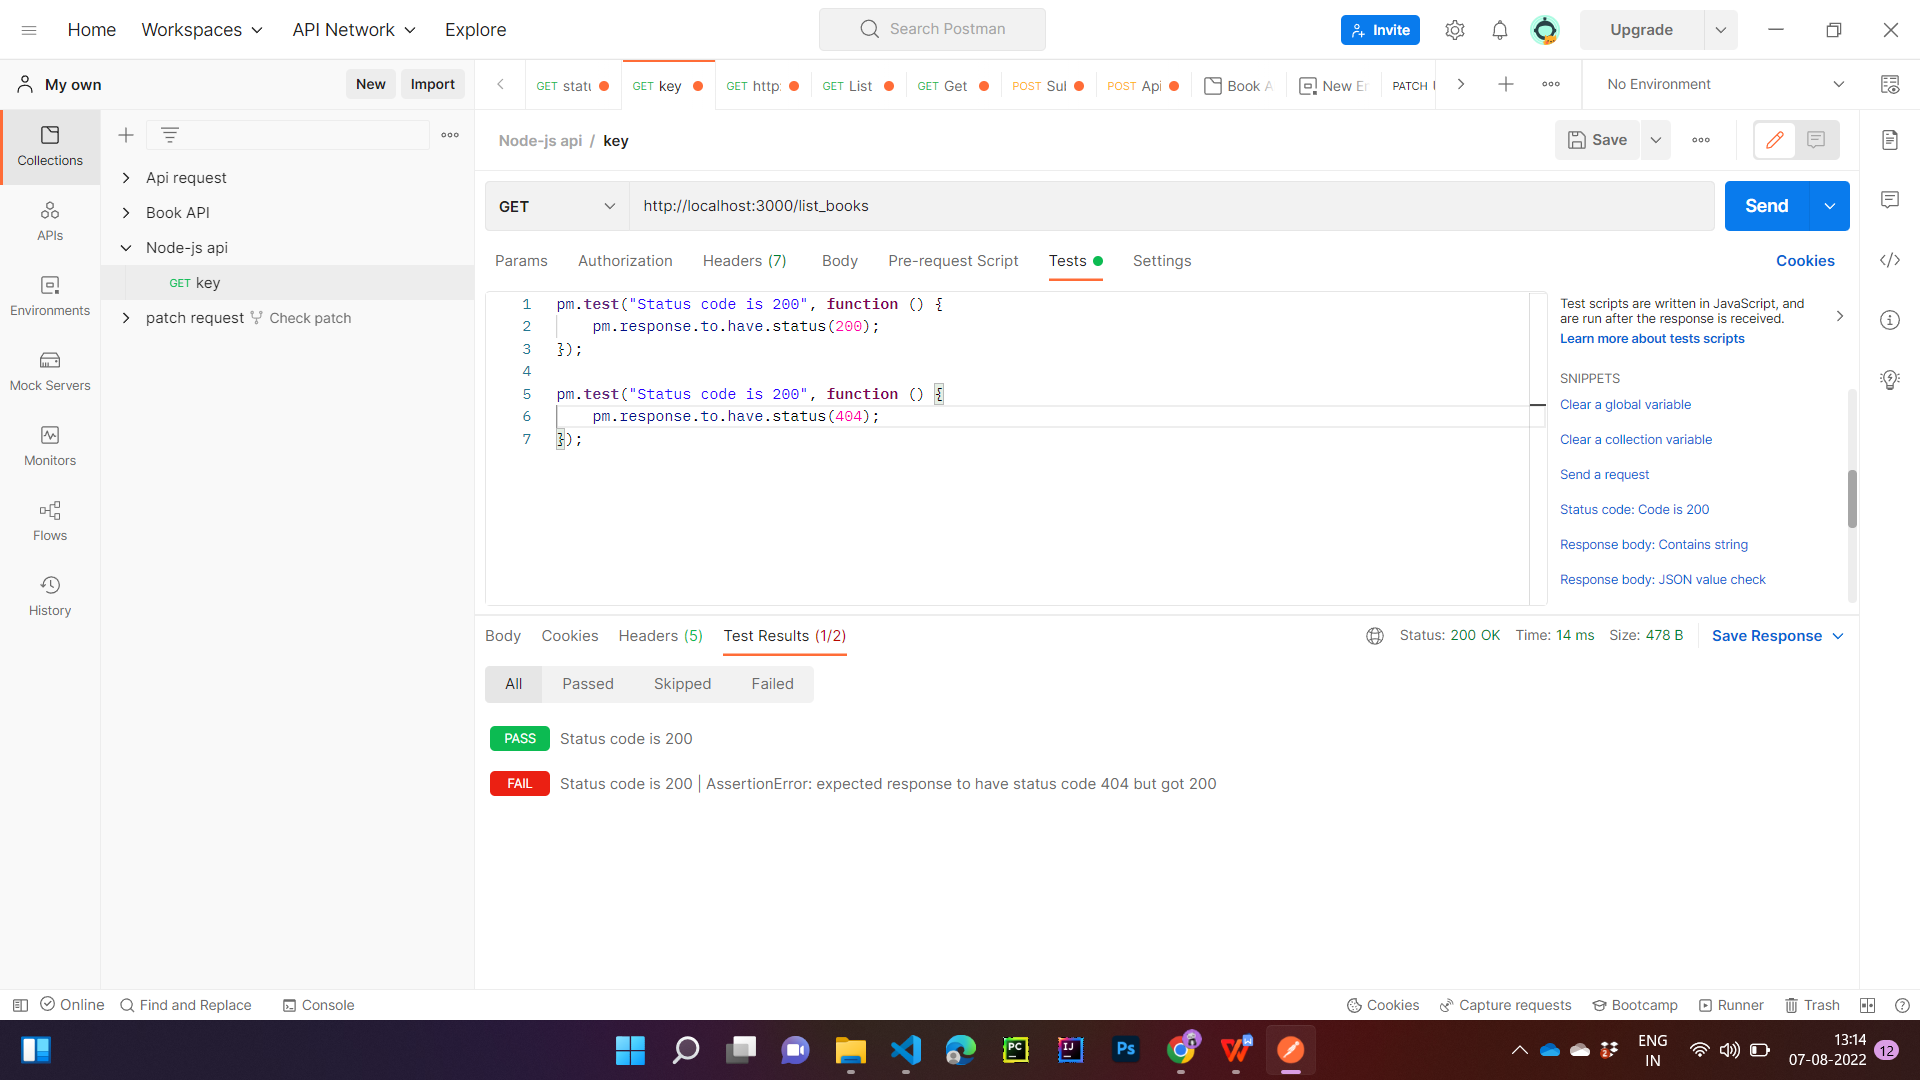 Home
Workspaces
API Network
Explore
Search Postman
Invite
Upgrade
My own
New
Import
GET
GET key
GET http:
GET List
GET Get
POST
POST Api
Book A
New
PATCH
No Environment
Collections
APIs
Environments
Mock Servers
Monitors
Flows
History
Api request
Book API
Node-js api
GET key
patch request Check patch
Node-js api / key
Save
GET
http://localhost:3000/list_books
Send
Params
Authorization
Headers (7)
Body
Pre-request Script
Tests
Settings
Cookies
1 pm.test("Status code is 200", function () {
2 pm.response.to.have.status(200);
3 });
4
5 pm.test("Status code is 200", function () {
6 pm.response.to.have.status(404);
7 });
Test scripts are written in JavaScript, and
are run after the response is received.
Learn more about tests scripts
SNIPPETS
Clear a global variable
Clear a collection variable
Send a request
Status code: Code is 200
Response body: Contains string
Response body: JSON value check
Body
Cookies
Headers (5)
Test Results (1/2)
Status: 200 OK
Time: 14 ms
Size: 478 B
Save Response
All
Passed
Skipped
Failed
PASS Status code is 200
FAIL Status code is 200 | AssertionError: expected response to have status code 404 but got 200
Online
Find and Replace
Console
Cookies
Capture requests
Bootcamp
Runner
Trash
PC
IJ
Ps
W
2
ENG
IN
13:14
07-08-2022
12